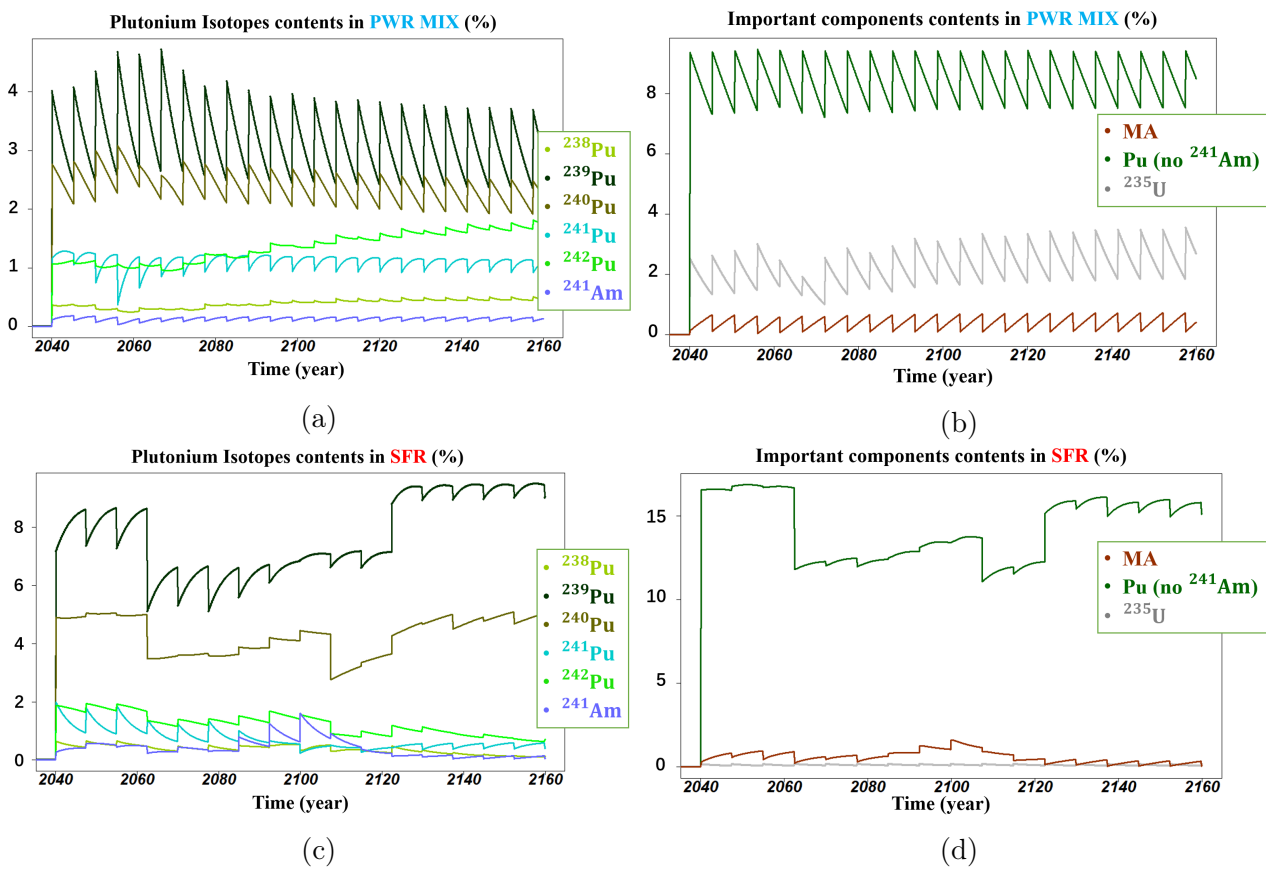 Plutonium Isotopes contents in PWR MIX (%)
4
3
2
1
0
2040 2060 2080 2100 2120 2140 2160
Time (year)
²³⁸Pu
²³⁹Pu
²⁴⁰Pu
²⁴¹Pu
²⁴²Pu
²⁴¹Am
(a)
Important components contents in PWR MIX (%)
8
6
4
2
0
2040 2060 2080 2100 2120 2140 2160
Time (year)
MA
Pu (no ²⁴¹Am)
²³⁵U
(b)
Plutonium Isotopes contents in SFR (%)
8
6
4
2
0
2040 2060 2080 2100 2120 2140 2160
Time (year)
²³⁸Pu
²³⁹Pu
²⁴⁰Pu
²⁴¹Pu
²⁴²Pu
²⁴¹Am
(c)
Important components contents in SFR (%)
15
10
5
0
2040 2060 2080 2100 2120 2140 2160
Time (year)
MA
Pu (no ²⁴¹Am)
²³⁵U
(d)